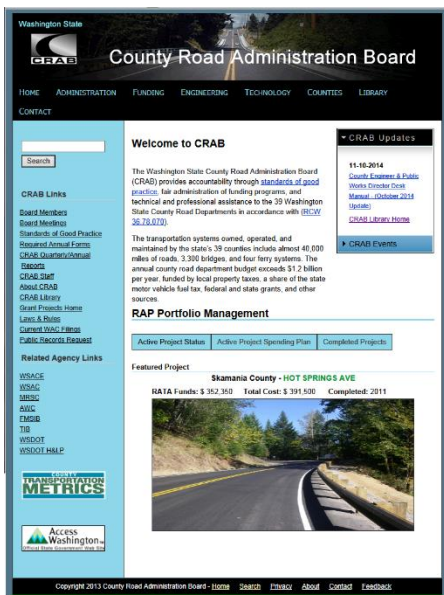 Washington State
CRAB
County Road Administration Board
HOME ADMINISTRATION FUNDING ENGINEERING TECHNOLOGY COUNTIES LIBRARY
CONTACT
Search
CRAB Links
Board Members
Board Meetings
Standards of Good Practice
Required Annual Forms
CRAB Quarterly/Annual
Reports
CRAB Staff
About CRAB
CRAB Library
Grant Projects Home
Laws & Rules
Current WAC Filings
Public Records Request
Related Agency Links
WSACE
WSAC
MRSC
AWC
FMSIB
TIB
WSDOT
WSDOT H&LP
COUNTY
TRANSPORTATION
METRICS
Access
Washington
Official State Government Web Site
Welcome to CRAB
The Washington State County Road Administration Board
(CRAB) provides accountability through standards of good
practice, fair administration of funding programs, and
technical and professional assistance to the 39 Washington
State County Road Departments in accordance with (RCW
36.78.070).
The transportation systems owned, operated, and
maintained by the state's 39 counties include almost 40,000
miles of roads, 3,300 bridges, and four ferry systems. The
annual county road department budget exceeds $1.2 billion
per year, funded by local property taxes, a share of the state
motor vehicle fuel tax, federal and state grants, and other
sources.
CRAB Updates
11-10-2014
County Engineer & Public
Works Director Desk
Manual - (October 2014
Update)
CRAB Library Home
CRAB Events
RAP Portfolio Management
Active Project Status Active Project Spending Plan Completed Projects
Featured Project
Skamania County - HOT SPRINGS AVE
RATA Funds: $ 352,350 Total Cost: $ 391,500 Completed: 2011
Copyright 2013 County Road Administration Board - Home Search Privacy About Contact Feedback